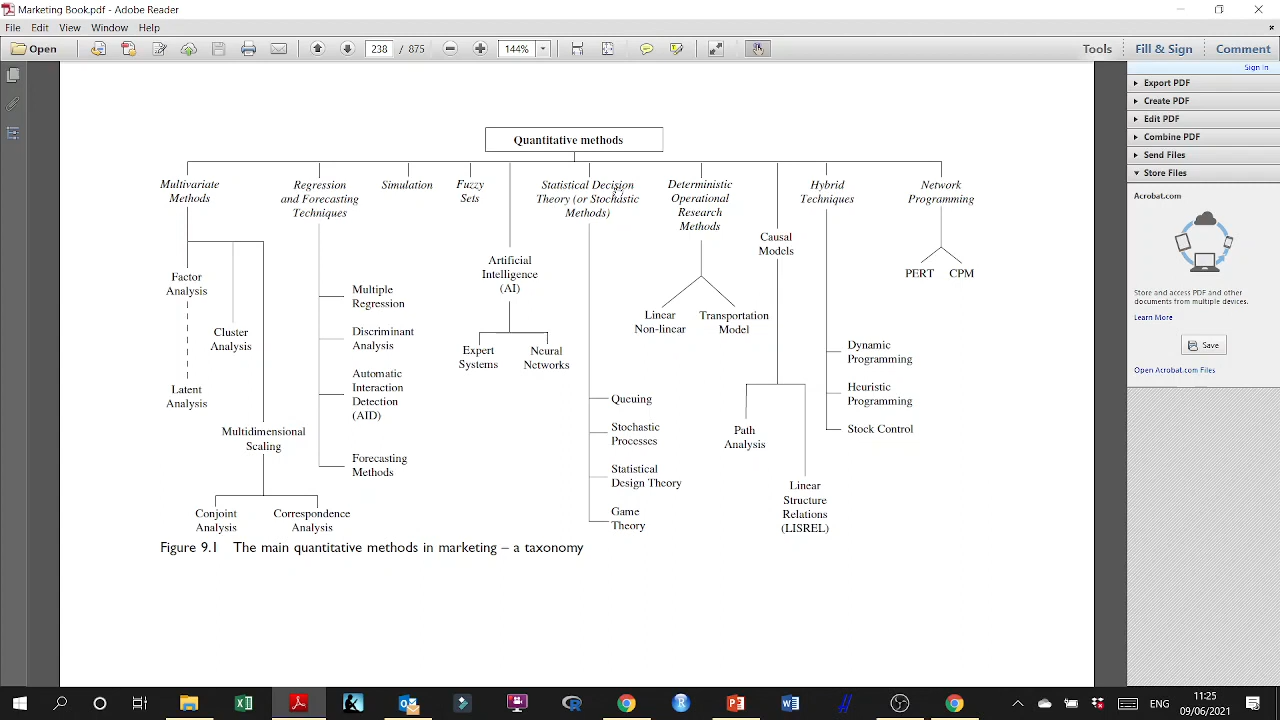 Marketing Book.pdf - Adobe Reader
File Edit View Window Help
Open 238 / 875 144% Tools Fill & Sign Comment
Sign In
Export PDF
Create PDF
Edit PDF
Combine PDF
Send Files
Store Files
Acrobat.com
Store and access PDF and other
documents from multiple devices.
Learn More
Save
Open Acrobat.com Files
Quantitative methods
Multivariate
Methods
Regression
and Forecasting
Techniques
Simulation
Fuzzy
Sets
Statistical Decision
Theory (or Stochastic
Methods)
Deterministic
Operational
Research
Methods
Hybrid
Techniques
Network
Programming
Factor
Analysis
Cluster
Analysis
Latent
Analysis
Multidimensional
Scaling
Conjoint
Analysis
Correspondence
Analysis
Multiple
Regression
Discriminant
Analysis
Automatic
Interaction
Detection
(AID)
Forecasting
Methods
Artificial
Intelligence
(AI)
Expert
Systems
Neural
Networks
Queuing
Stochastic
Processes
Statistical
Design Theory
Game
Theory
Linear
Non-linear
Transportation
Model
Causal
Models
Path
Analysis
Linear
Structure
Relations
(LISREL)
Dynamic
Programming
Heuristic
Programming
Stock Control
PERT
CPM
Figure 9.1 The main quantitative methods in marketing – a taxonomy
ENG
11:25
09/06/2021